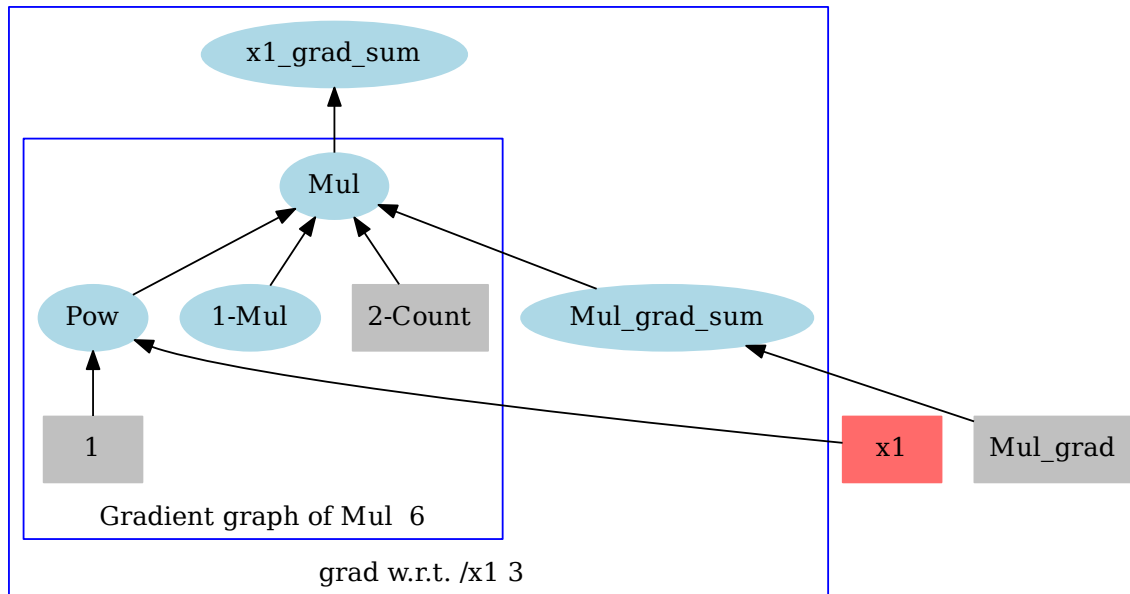 x1_grad_sum
Mul
Pow
1-Mul
2-Count
Mul_grad_sum
1
x1
Mul_grad
Gradient graph of Mul  6
grad w.r.t. /x1 3